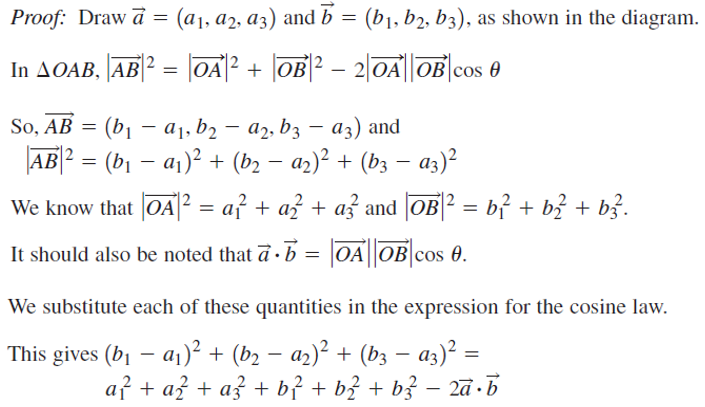 Proof: Draw a⃗ = (a₁, a₂, a₃) and b⃗ = (b₁, b₂, b₃), as shown in the diagram.
In ΔOAB, |AB⃗|² = |OA⃗|² + |OB⃗|² − 2|OA⃗||OB⃗|cos θ
So, AB⃗ = (b₁ − a₁, b₂ − a₂, b₃ − a₃) and
|AB⃗|² = (b₁ − a₁)² + (b₂ − a₂)² + (b₃ − a₃)²
We know that |OA⃗|² = a₁² + a₂² + a₃² and |OB⃗|² = b₁² + b₂² + b₃².
It should also be noted that a⃗ · b⃗ = |OA⃗||OB⃗|cos θ.
We substitute each of these quantities in the expression for the cosine law.
This gives (b₁ − a₁)² + (b₂ − a₂)² + (b₃ − a₃)² =
a₁² + a₂² + a₃² + b₁² + b₂² + b₃² − 2a⃗ · b⃗